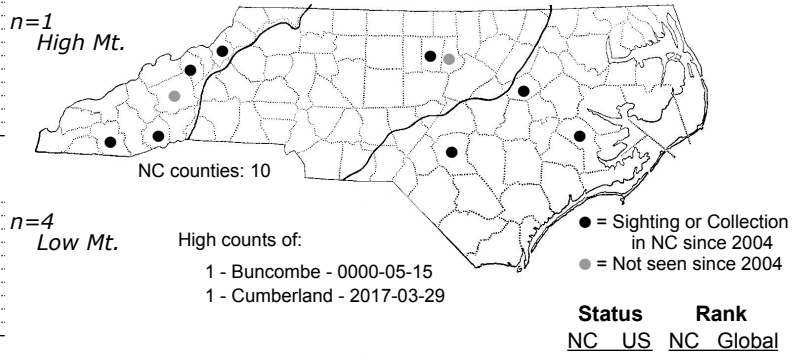 n=1
High Mt.
NC counties: 10
n=4
Low Mt.
High counts of:
1 - Buncombe - 0000-05-15
1 - Cumberland - 2017-03-29
= Sighting or Collection
in NC since 2004
= Not seen since 2004
Status Rank
NC US NC Global